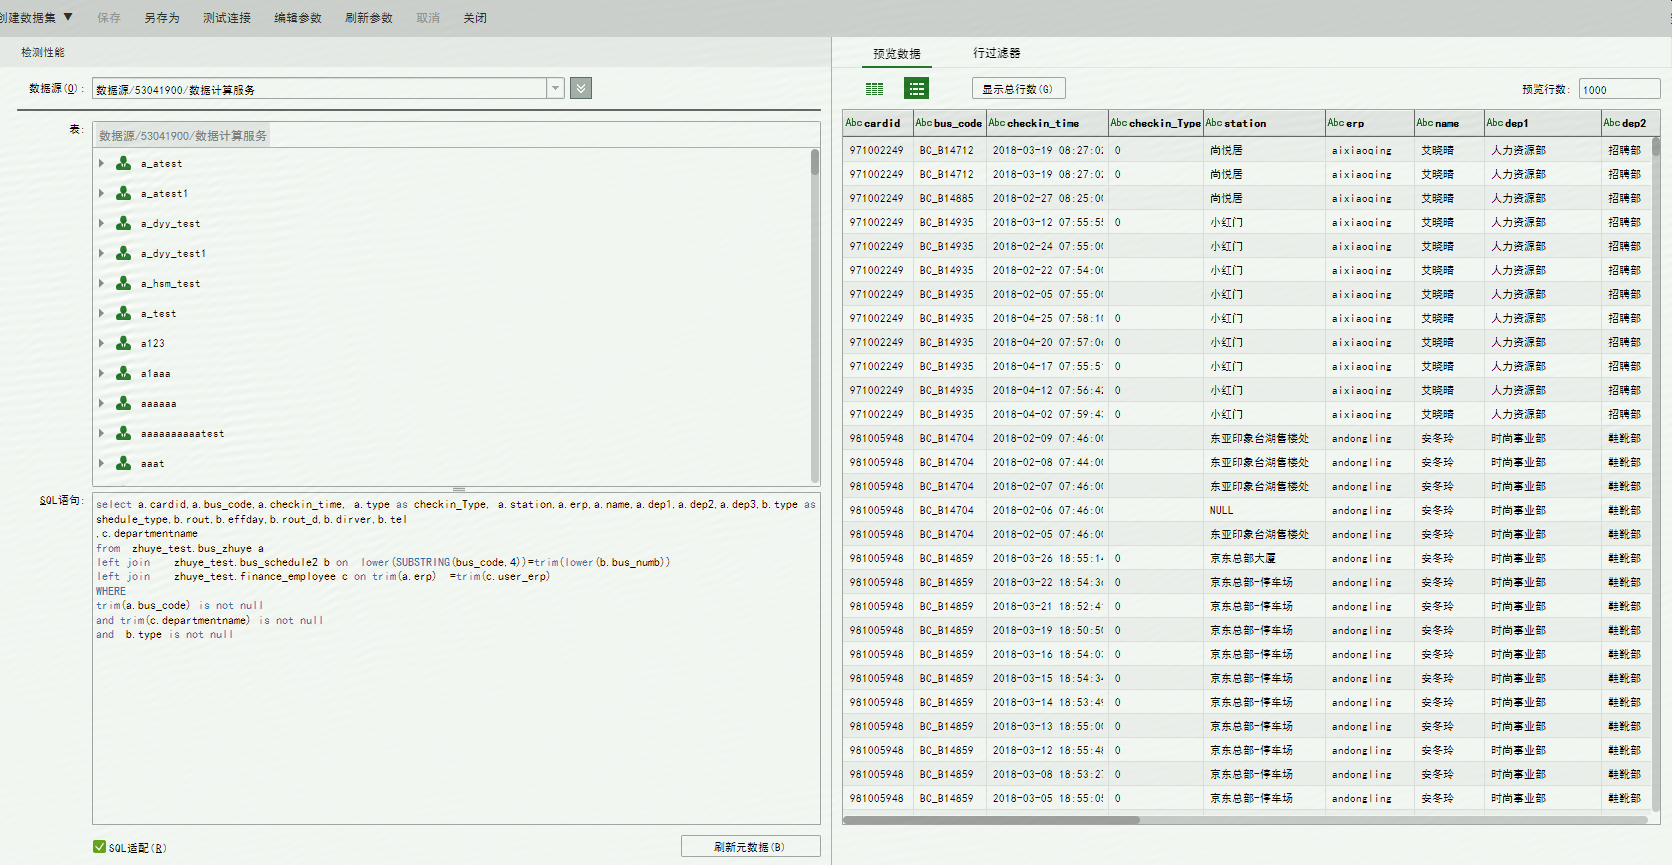 创建数据集 ▼ 保存 另存为 测试连接 编辑参数 刷新参数 取消 关闭
检测性能
数据源(O): 数据源/53041900/数据计算服务
表:
数据源/53041900/数据计算服务
a_atest
a_atest1
a_dyy_test
a_dyy_test1
a_hsm_test
a_test
a123
a1aaa
aaaaaa
aaaaaaaaaatest
aaat
SQL语句:
select a.cardid,a.bus_code,a.checkin_time, a.type as checkin_Type, a.station,a.erp,a.name,a.dep1,a.dep2,a.dep3,b.type as
shedule_type,b.rout,b.effday,b.rout_d,b.dirver,b.tel
,c.departmentname
from zhuye_test.bus_zhuye a
left join zhuye_test.bus_schedule2 b on lower(SUBSTRING(bus_code,4))=trim(lower(b.bus_numb))
left join zhuye_test.finance_employee c on trim(a.erp) =trim(c.user_erp)
WHERE
trim(a.bus_code) is not null
and trim(c.departmentname) is not null
and b.type is not null
SQL适配(R) 刷新元数据(B)
预览数据 行过滤器
显示总行数(G) 预览行数: 1000
Abc cardid Abc bus_code Abc checkin_time Abc checkin_Type Abc station Abc erp Abc name Abc dep1 Abc dep2
971002249 BC_B14712 2018-03-19 08:27:02 0 尚悦居 aixiaoqing 艾晓晴 人力资源部 招聘部
971002249 BC_B14712 2018-03-19 08:27:02 0 尚悦居 aixiaoqing 艾晓晴 人力资源部 招聘部
971002249 BC_B14885 2018-02-27 08:25:00 尚悦居 aixiaoqing 艾晓晴 人力资源部 招聘部
971002249 BC_B14935 2018-03-12 07:55:55 0 小红门 aixiaoqing 艾晓晴 人力资源部 招聘部
971002249 BC_B14935 2018-02-24 07:55:00 小红门 aixiaoqing 艾晓晴 人力资源部 招聘部
971002249 BC_B14935 2018-02-22 07:54:00 小红门 aixiaoqing 艾晓晴 人力资源部 招聘部
971002249 BC_B14935 2018-02-05 07:55:00 小红门 aixiaoqing 艾晓晴 人力资源部 招聘部
971002249 BC_B14935 2018-04-25 07:58:10 0 小红门 aixiaoqing 艾晓晴 人力资源部 招聘部
971002249 BC_B14935 2018-04-20 07:57:06 0 小红门 aixiaoqing 艾晓晴 人力资源部 招聘部
971002249 BC_B14935 2018-04-17 07:55:5 0 小红门 aixiaoqing 艾晓晴 人力资源部 招聘部
971002249 BC_B14935 2018-04-12 07:56:42 0 小红门 aixiaoqing 艾晓晴 人力资源部 招聘部
971002249 BC_B14935 2018-04-02 07:59:4 0 小红门 aixiaoqing 艾晓晴 人力资源部 招聘部
981005948 BC_B14704 2018-02-09 07:46:00 东亚印象台湖售楼处 andongling 安冬玲 时尚事业部 鞋靴部
981005948 BC_B14704 2018-02-08 07:44:00 东亚印象台湖售楼处 andongling 安冬玲 时尚事业部 鞋靴部
981005948 BC_B14704 2018-02-07 07:46:00 东亚印象台湖售楼处 andongling 安冬玲 时尚事业部 鞋靴部
981005948 BC_B14704 2018-02-06 07:46:00 NULL andongling 安冬玲 时尚事业部 鞋靴部
981005948 BC_B14704 2018-02-05 07:46:00 东亚印象台湖售楼处 andongling 安冬玲 时尚事业部 鞋靴部
981005948 BC_B14859 2018-03-26 18:55:14 0 京东总部大厦 andongling 安冬玲 时尚事业部 鞋靴部
981005948 BC_B14859 2018-03-22 18:54:36 0 京东总部-停车场 andongling 安冬玲 时尚事业部 鞋靴部
981005948 BC_B14859 2018-03-21 18:52:4 0 京东总部-停车场 andongling 安冬玲 时尚事业部 鞋靴部
981005948 BC_B14859 2018-03-19 18:50:50 0 京东总部-停车场 andongling 安冬玲 时尚事业部 鞋靴部
981005948 BC_B14859 2018-03-16 18:54:0 0 京东总部-停车场 andongling 安冬玲 时尚事业部 鞋靴部
981005948 BC_B14859 2018-03-15 18:54:34 0 京东总部-停车场 andongling 安冬玲 时尚事业部 鞋靴部
981005948 BC_B14859 2018-03-14 18:53:49 0 京东总部-停车场 andongling 安冬玲 时尚事业部 鞋靴部
981005948 BC_B14859 2018-03-13 18:55:00 0 京东总部-停车场 andongling 安冬玲 时尚事业部 鞋靴部
981005948 BC_B14859 2018-03-12 18:55:48 0 京东总部-停车场 andongling 安冬玲 时尚事业部 鞋靴部
981005948 BC_B14859 2018-03-08 18:53:2 0 京东总部-停车场 andongling 安冬玲 时尚事业部 鞋靴部
981005948 BC_B14859 2018-03-05 18:55:05 0 京东总部-停车场 andongling 安冬玲 时尚事业部 鞋靴部